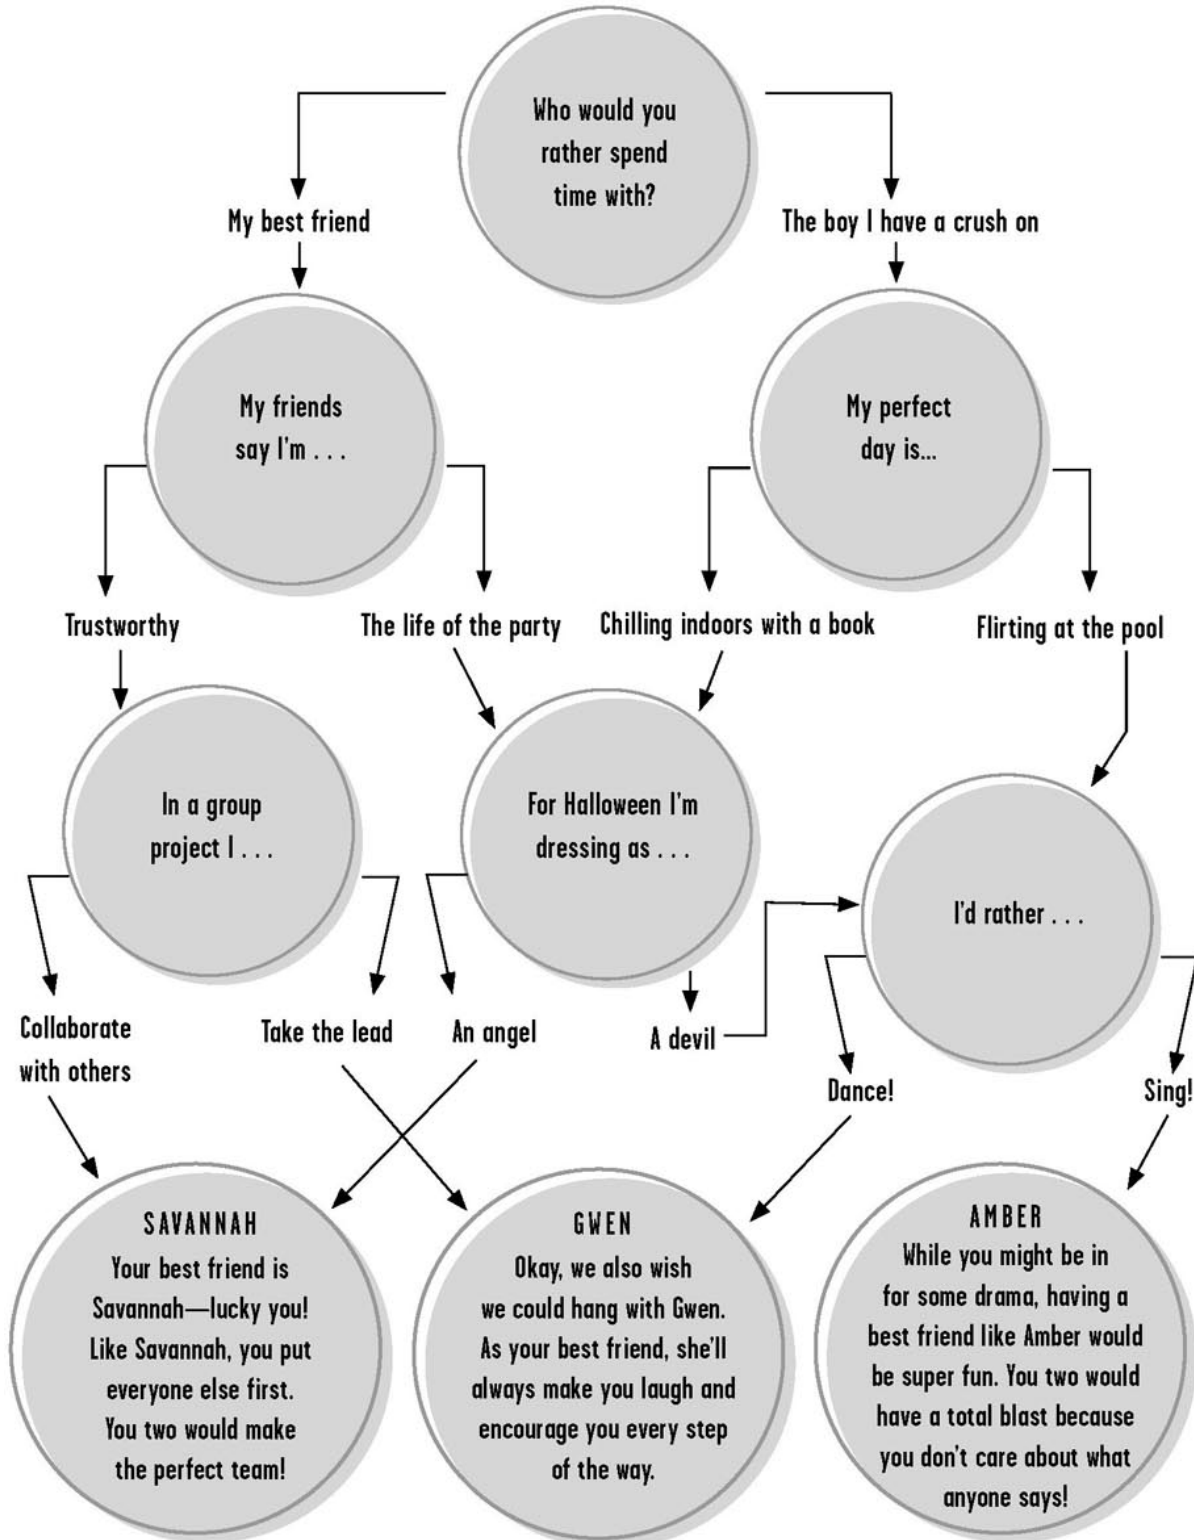 Who would you
rather spend
time with?
My best friend
The boy I have a crush on
My friends
say I'm . . .
My perfect
day is...
Trustworthy
The life of the party
Chilling indoors with a book
Flirting at the pool
In a group
project I . . .
For Halloween I'm
dressing as . . .
I'd rather . . .
Collaborate
with others
Take the lead
An angel
A devil
Dance!
Sing!
SAVANNAH
Your best friend is
Savannah—lucky you!
Like Savannah, you put
everyone else first.
You two would make
the perfect team!
GWEN
Okay, we also wish
we could hang with Gwen.
As your best friend, she'll
always make you laugh and
encourage you every step
of the way.
AMBER
While you might be in
for some drama, having a
best friend like Amber would
be super fun. You two would
have a total blast because
you don't care about what
anyone says!